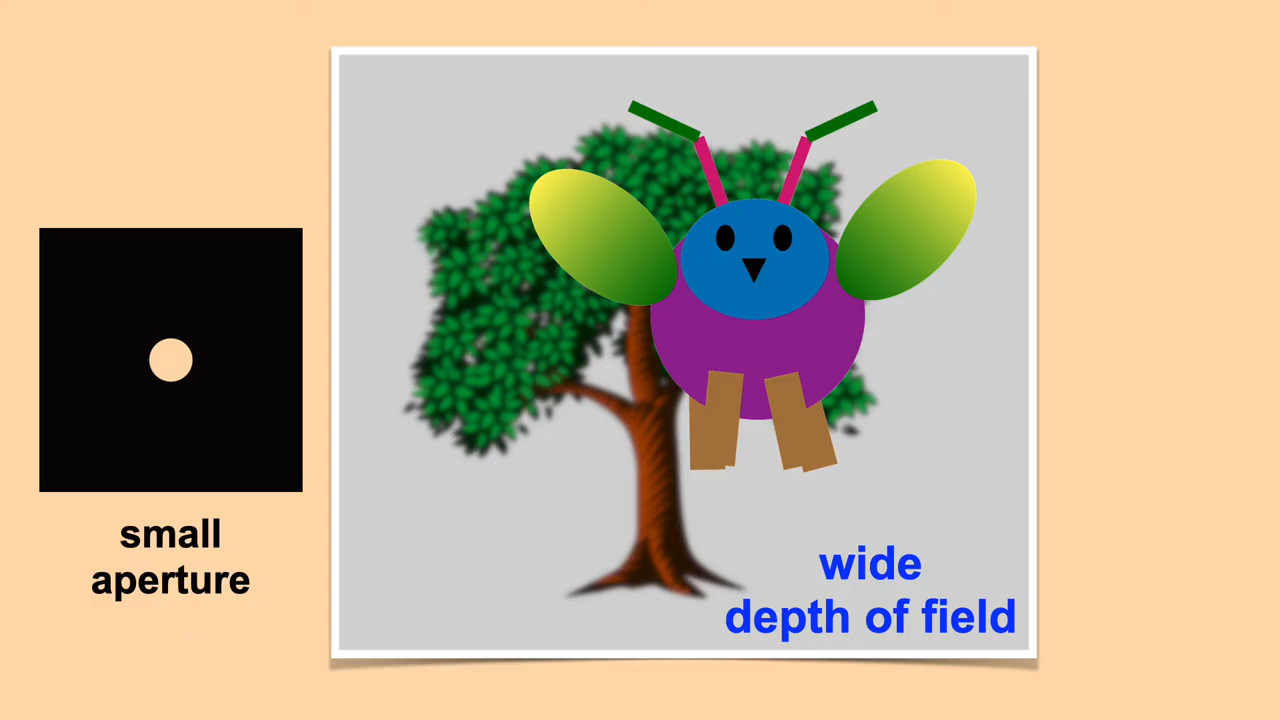 small
aperture
wide
depth of field